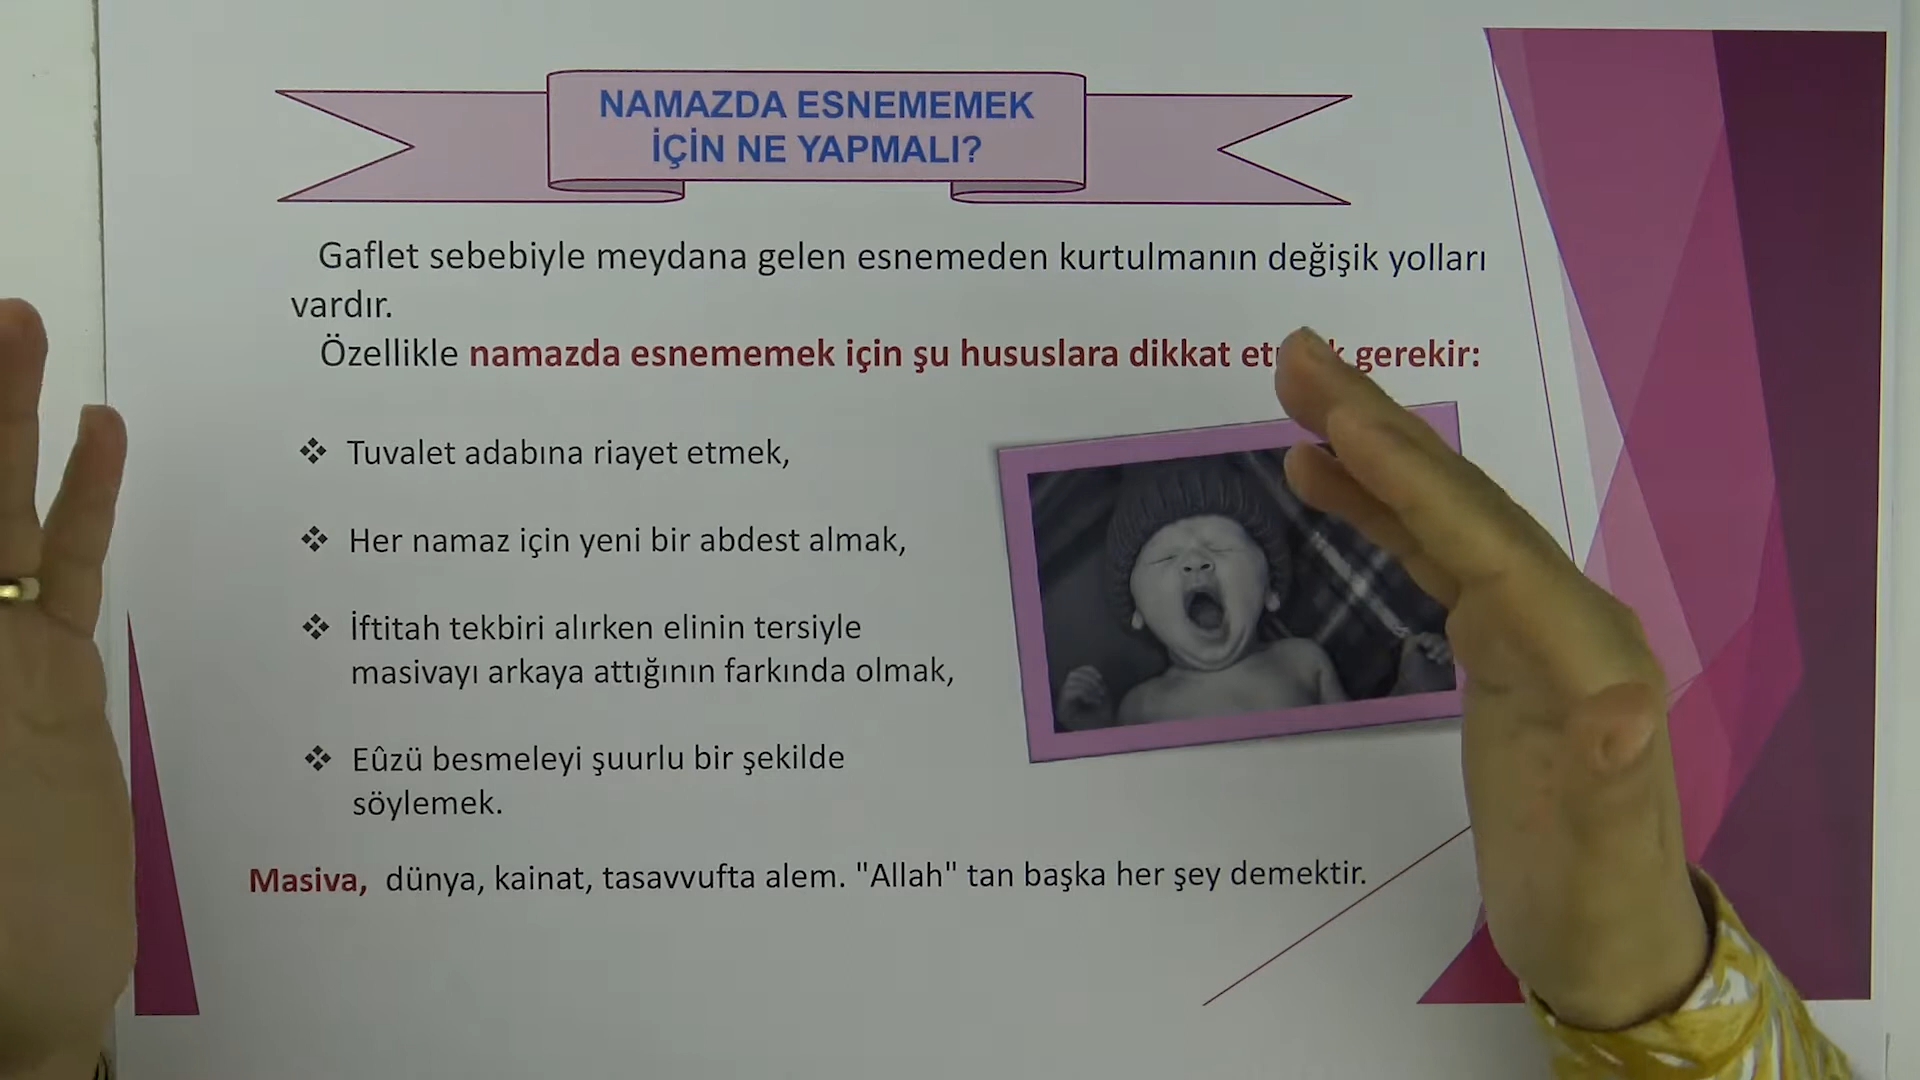 NAMAZDA ESNEMEMEK
İÇİN NE YAPMALI?
Gaflet sebebiyle meydana gelen esnemeden kurtulmanın değişik yolları
vardır.
Özellikle namazda esnememek için şu hususlara dikkat gerekir:
❖ Tuvalet adabına riayet etmek,
❖ Her namaz için yeni bir abdest almak,
❖ İftitah tekbiri alırken elinin tersiyle
masivayı arkaya attığının farkında olmak,
❖ Eûzü besmeleyi şuurlu bir şekilde
söylemek.
Masiva, dünya, kainat, tasavvufta alem. "Allah" tan başka her şey demektir.